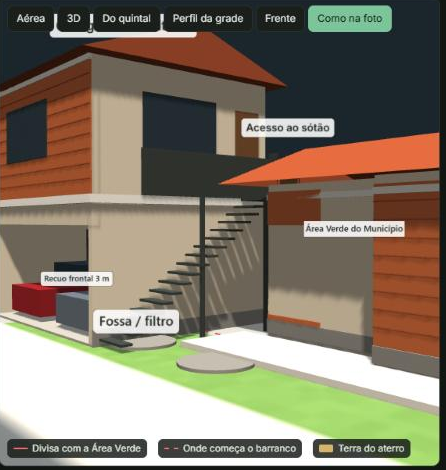 Aérea 3D Do quintal Perfil da grade Frente Como na foto
Acesso ao sótão
Área Verde do Município
Recuo frontal 3 m
Fossa / filtro
Divisa com a Área Verde Onde começa o barranco Terra do aterro